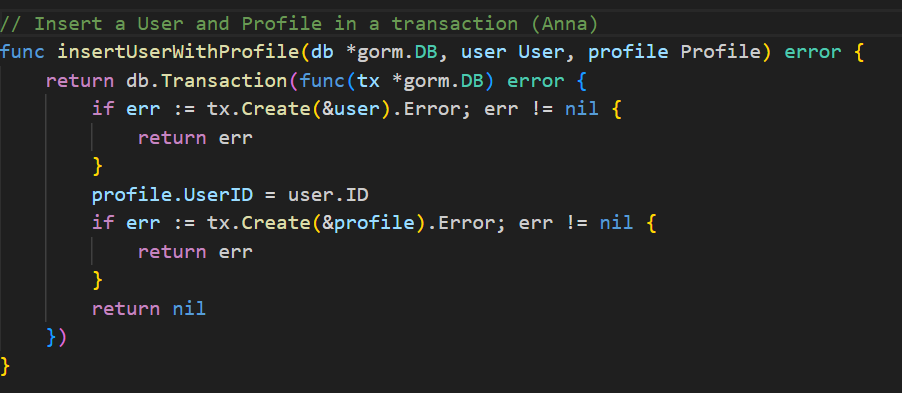 // Insert a User and Profile in a transaction (Anna)
func insertUserWithProfile(db *gorm.DB, user User, profile Profile) error {
    return db.Transaction(func(tx *gorm.DB) error {
        if err := tx.Create(&user).Error; err != nil {
            return err
        }
        profile.UserID = user.ID
        if err := tx.Create(&profile).Error; err != nil {
            return err
        }
        return nil
    })
}